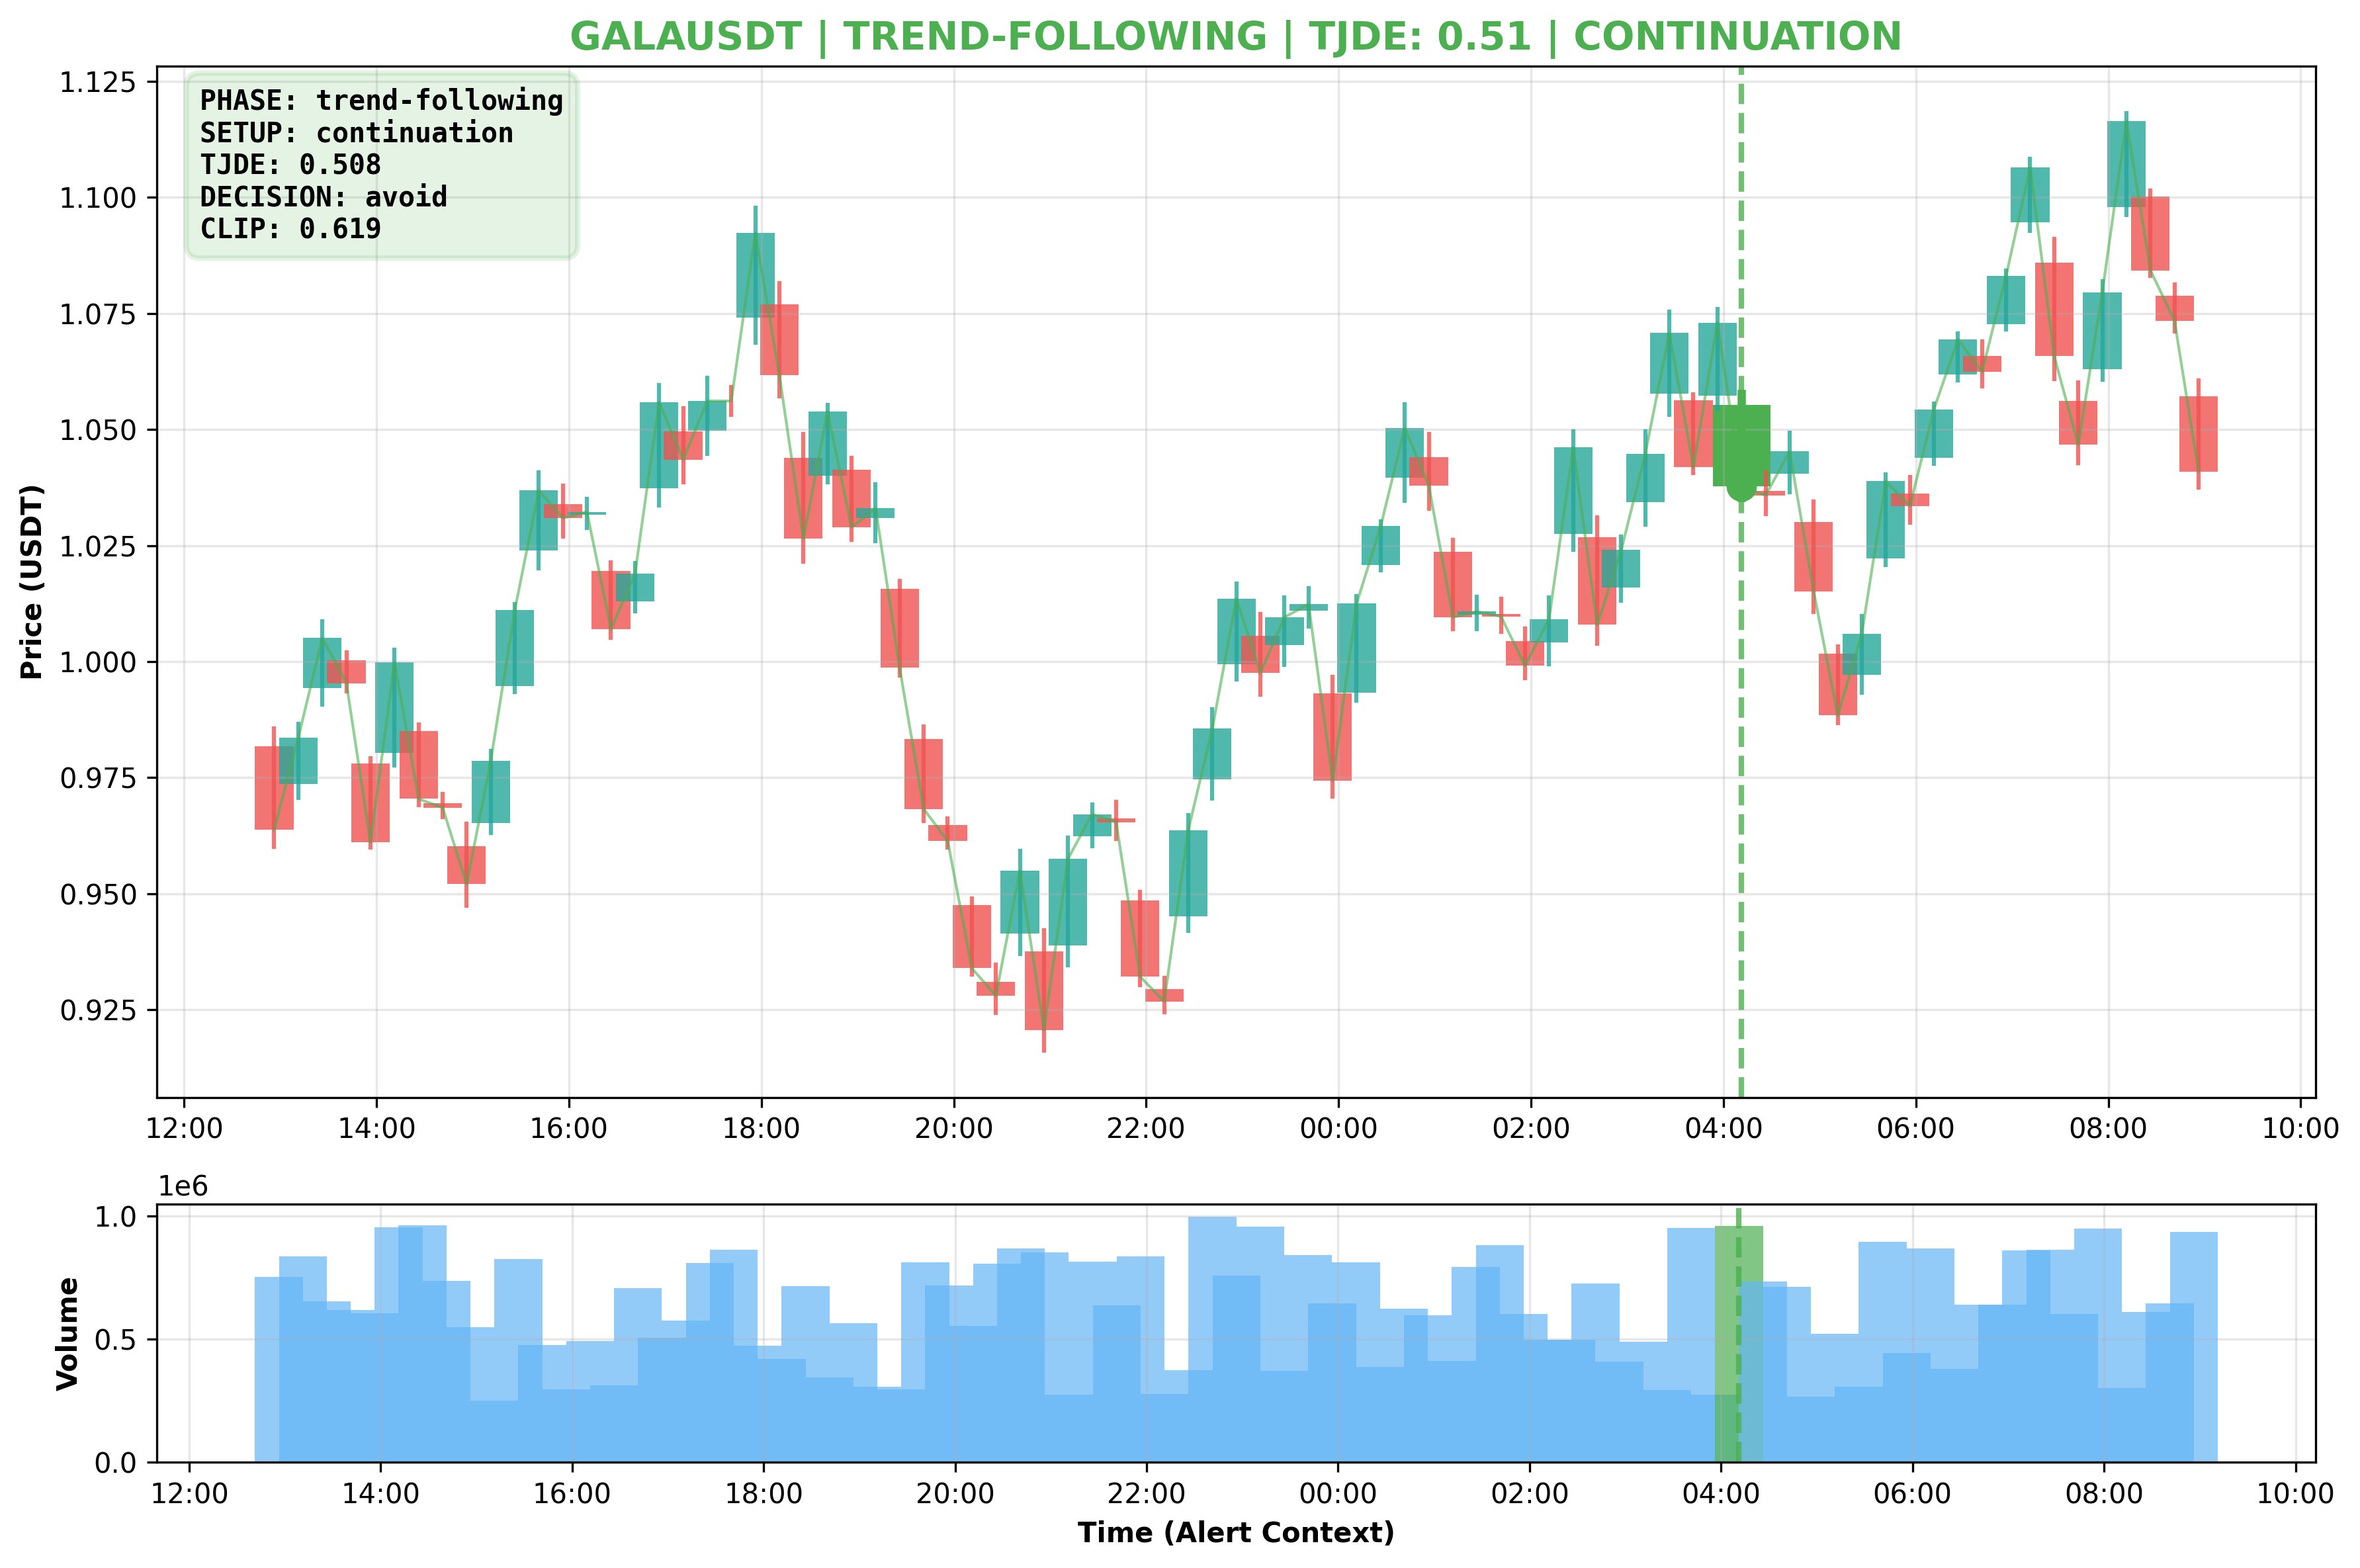 GALAUSDT | TREND-FOLLOWING | TJDE: 0.51 | CONTINUATION
PHASE: trend-following
SETUP: continuation
TJDE: 0.508
DECISION: avoid
CLIP: 0.619
Price (USDT)
1.125
1.100
1.075
1.050
1.025
1.000
0.975
0.950
0.925
12:00 14:00 16:00 18:00 20:00 22:00 00:00 02:00 04:00 06:00 08:00 10:00
1e6
Volume
1.0
0.5
0.0
12:00 14:00 16:00 18:00 20:00 22:00 00:00 02:00 04:00 06:00 08:00 10:00
Time (Alert Context)